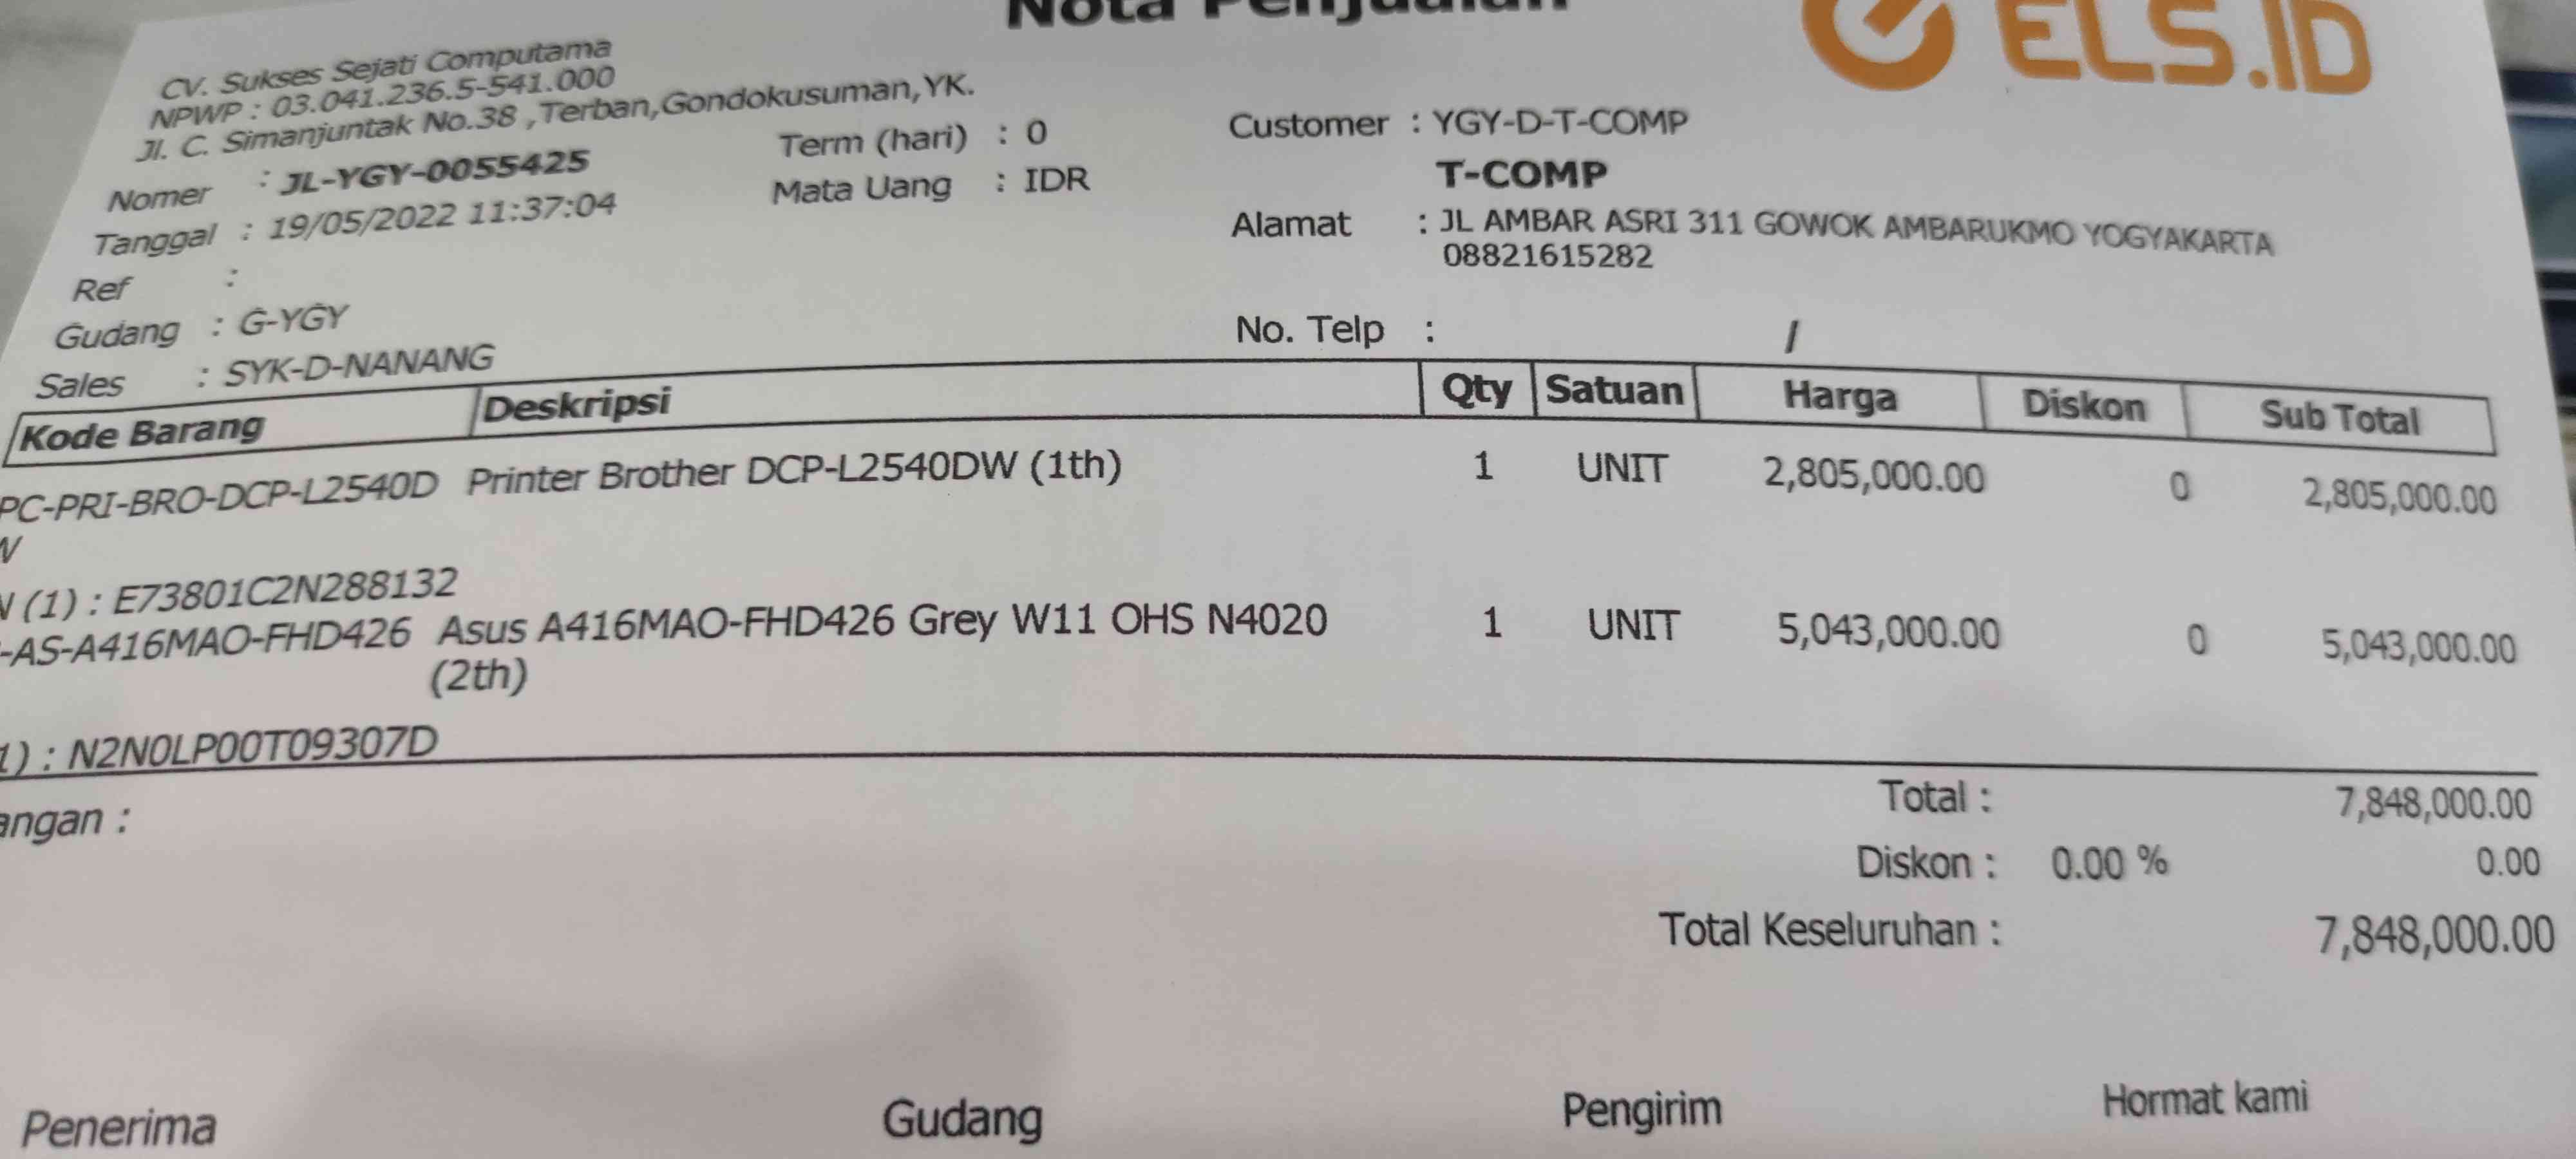 Nota Penjualan
ELS.ID
CV. Sukses Sejati Computama
NPWP : 03.041.236.5-541.000
Jl. C. Simanjuntak No.38 ,Terban,Gondokusuman,YK.
Nomer : JL-YGY-0055425
Tanggal : 19/05/2022 11:37:04
Ref :
Gudang : G-YGY
Sales : SYK-D-NANANG
Term (hari) : 0
Mata Uang : IDR
Customer : YGY-D-T-COMP
T-COMP
Alamat : JL AMBAR ASRI 311 GOWOK AMBARUKMO YOGYAKARTA
08821615282
No. Telp : /
Kode Barang Deskripsi Qty Satuan Harga Diskon Sub Total
PC-PRI-BRO-DCP-L2540D Printer Brother DCP-L2540DW (1th) 1 UNIT 2,805,000.00 0 2,805,000.00
W
N (1) : E73801C2N288132
-AS-A416MAO-FHD426 Asus A416MAO-FHD426 Grey W11 OHS N4020 1 UNIT 5,043,000.00 0 5,043,000.00
(2th)
1) : N2N0LP00T09307D
angan :
Total : 7,848,000.00
Diskon : 0.00 % 0.00
Total Keseluruhan : 7,848,000.00
Penerima Gudang Pengirim Hormat kami